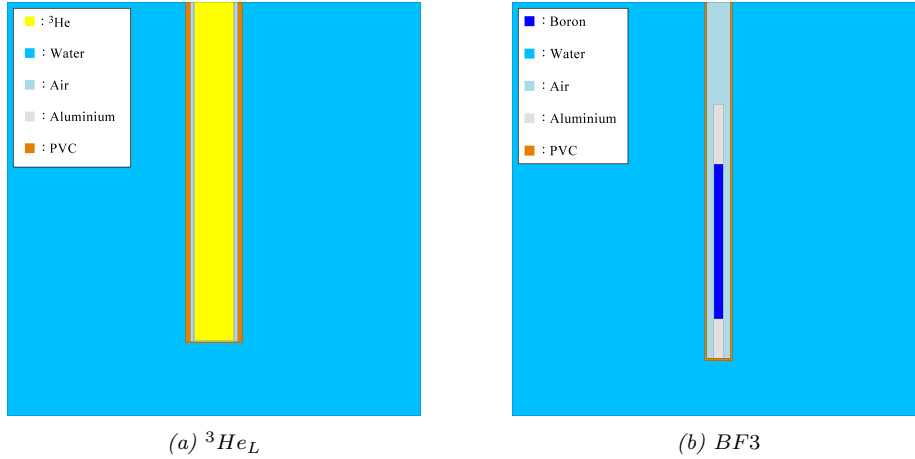 : ³He
: Water
: Air
: Aluminium
: PVC
: Boron
: Water
: Air
: Aluminium
: PVC
(a) ³He_L
(b) BF3